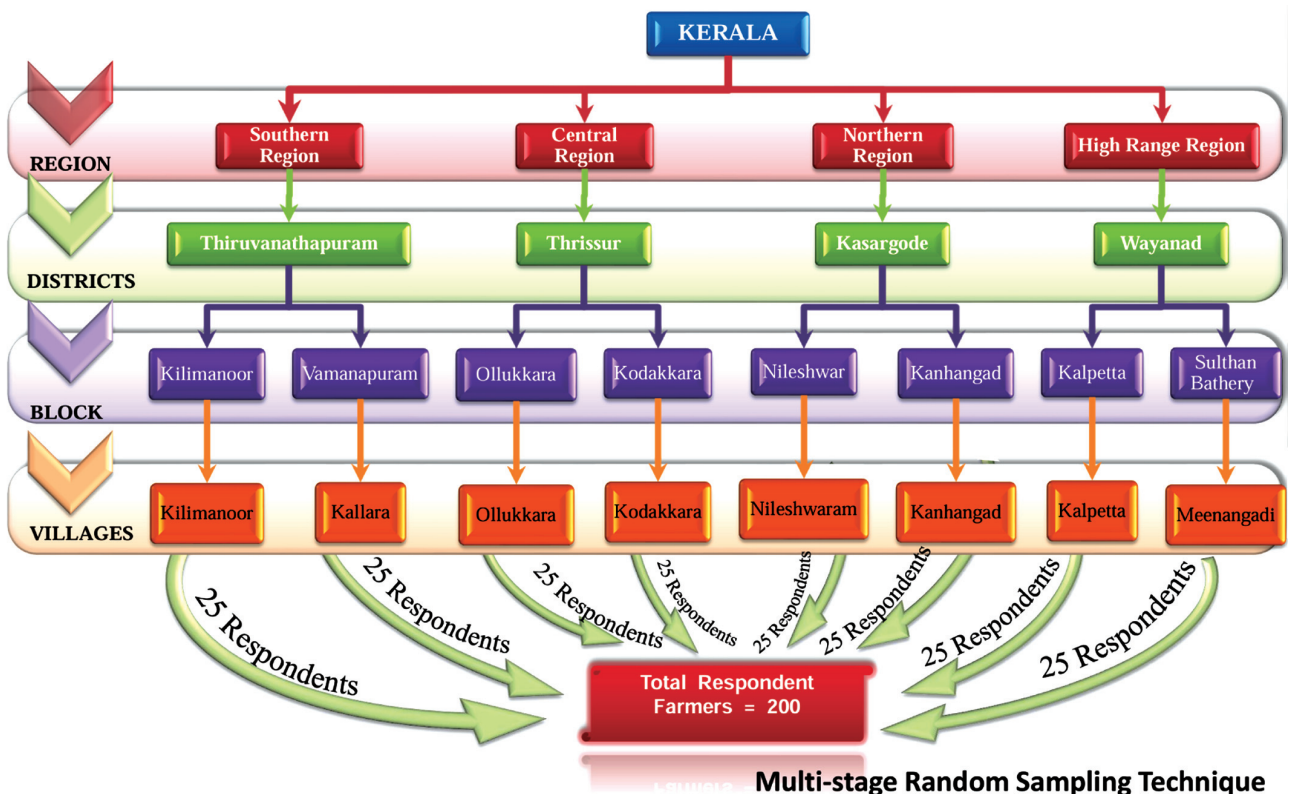 KERALA
REGION
Southern
Region
Central
Region
Northern
Region
High Range Region
DISTRICTS
Thiruvanathapuram
Thrissur
Kasargode
Wayanad
BLOCK
Kilimanoor
Vamanapuram
Ollukkara
Kodakkara
Nileshwar
Kanhangad
Kalpetta
Sulthan
Bathery
VILLAGES
Kilimanoor
Kallara
Ollukkara
Kodakkara
Nileshwaram
Kanhangad
Kalpetta
Meenangadi
25 Respondents
25 Respondents
25 Respondents
25 Respondents
25 Respondents
25 Respondents
25 Respondents
25 Respondents
Total Respondent
Farmers = 200
Multi-stage Random Sampling Technique